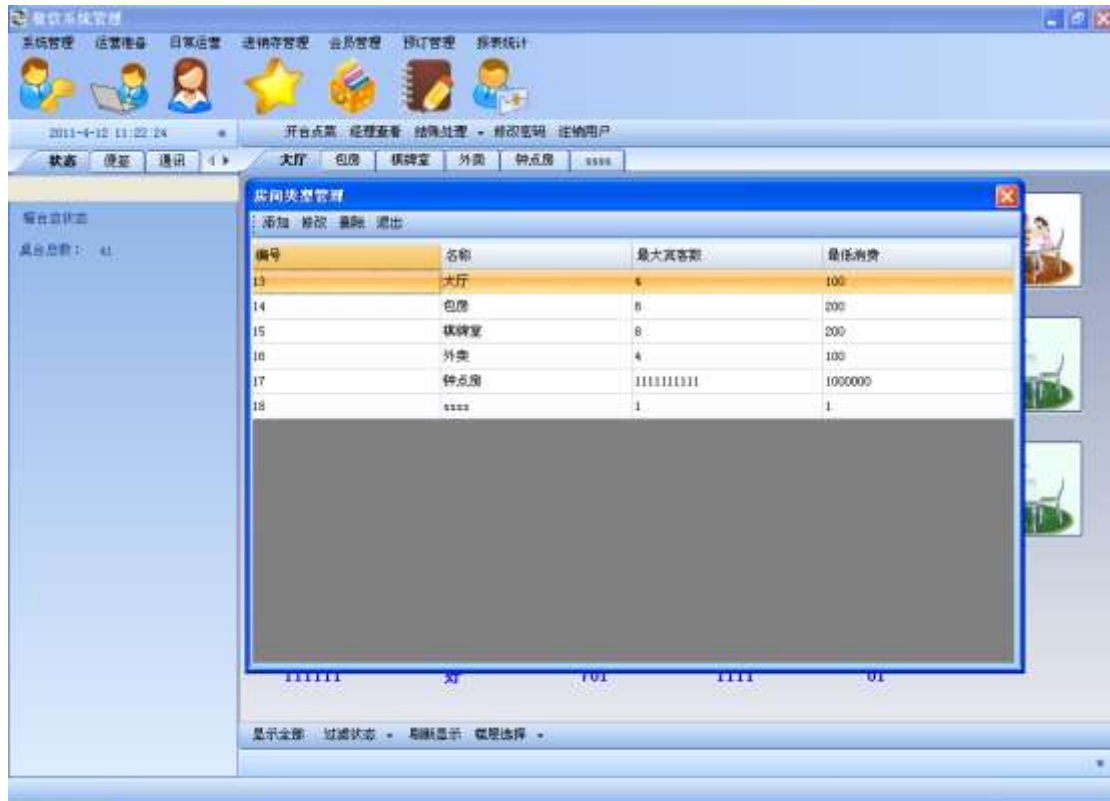 餐饮系统管理
系统管理 运营准备 日常运营 进销存管理 会员管理 预订管理 报表统计
2011-4-12 11:22:24
开台点菜 经理查看 结账处理 修改密码 注销用户
状态 便签 通讯
大厅 包房 棋牌室 外卖 钟点房 ssss
房间类型管理
添加 修改 删除 退出
编号 名称 最大宾客数 最低消费
13 大厅 4 100
14 包房 8 200
15 棋牌室 8 200
16 外卖 4 100
17 钟点房 1111111111 1000000
18 ssss 1 1
餐台总状态
桌台总数： 41
111111 好 701 1111 01
显示全部 过滤状态 刷新显示 楼层选择